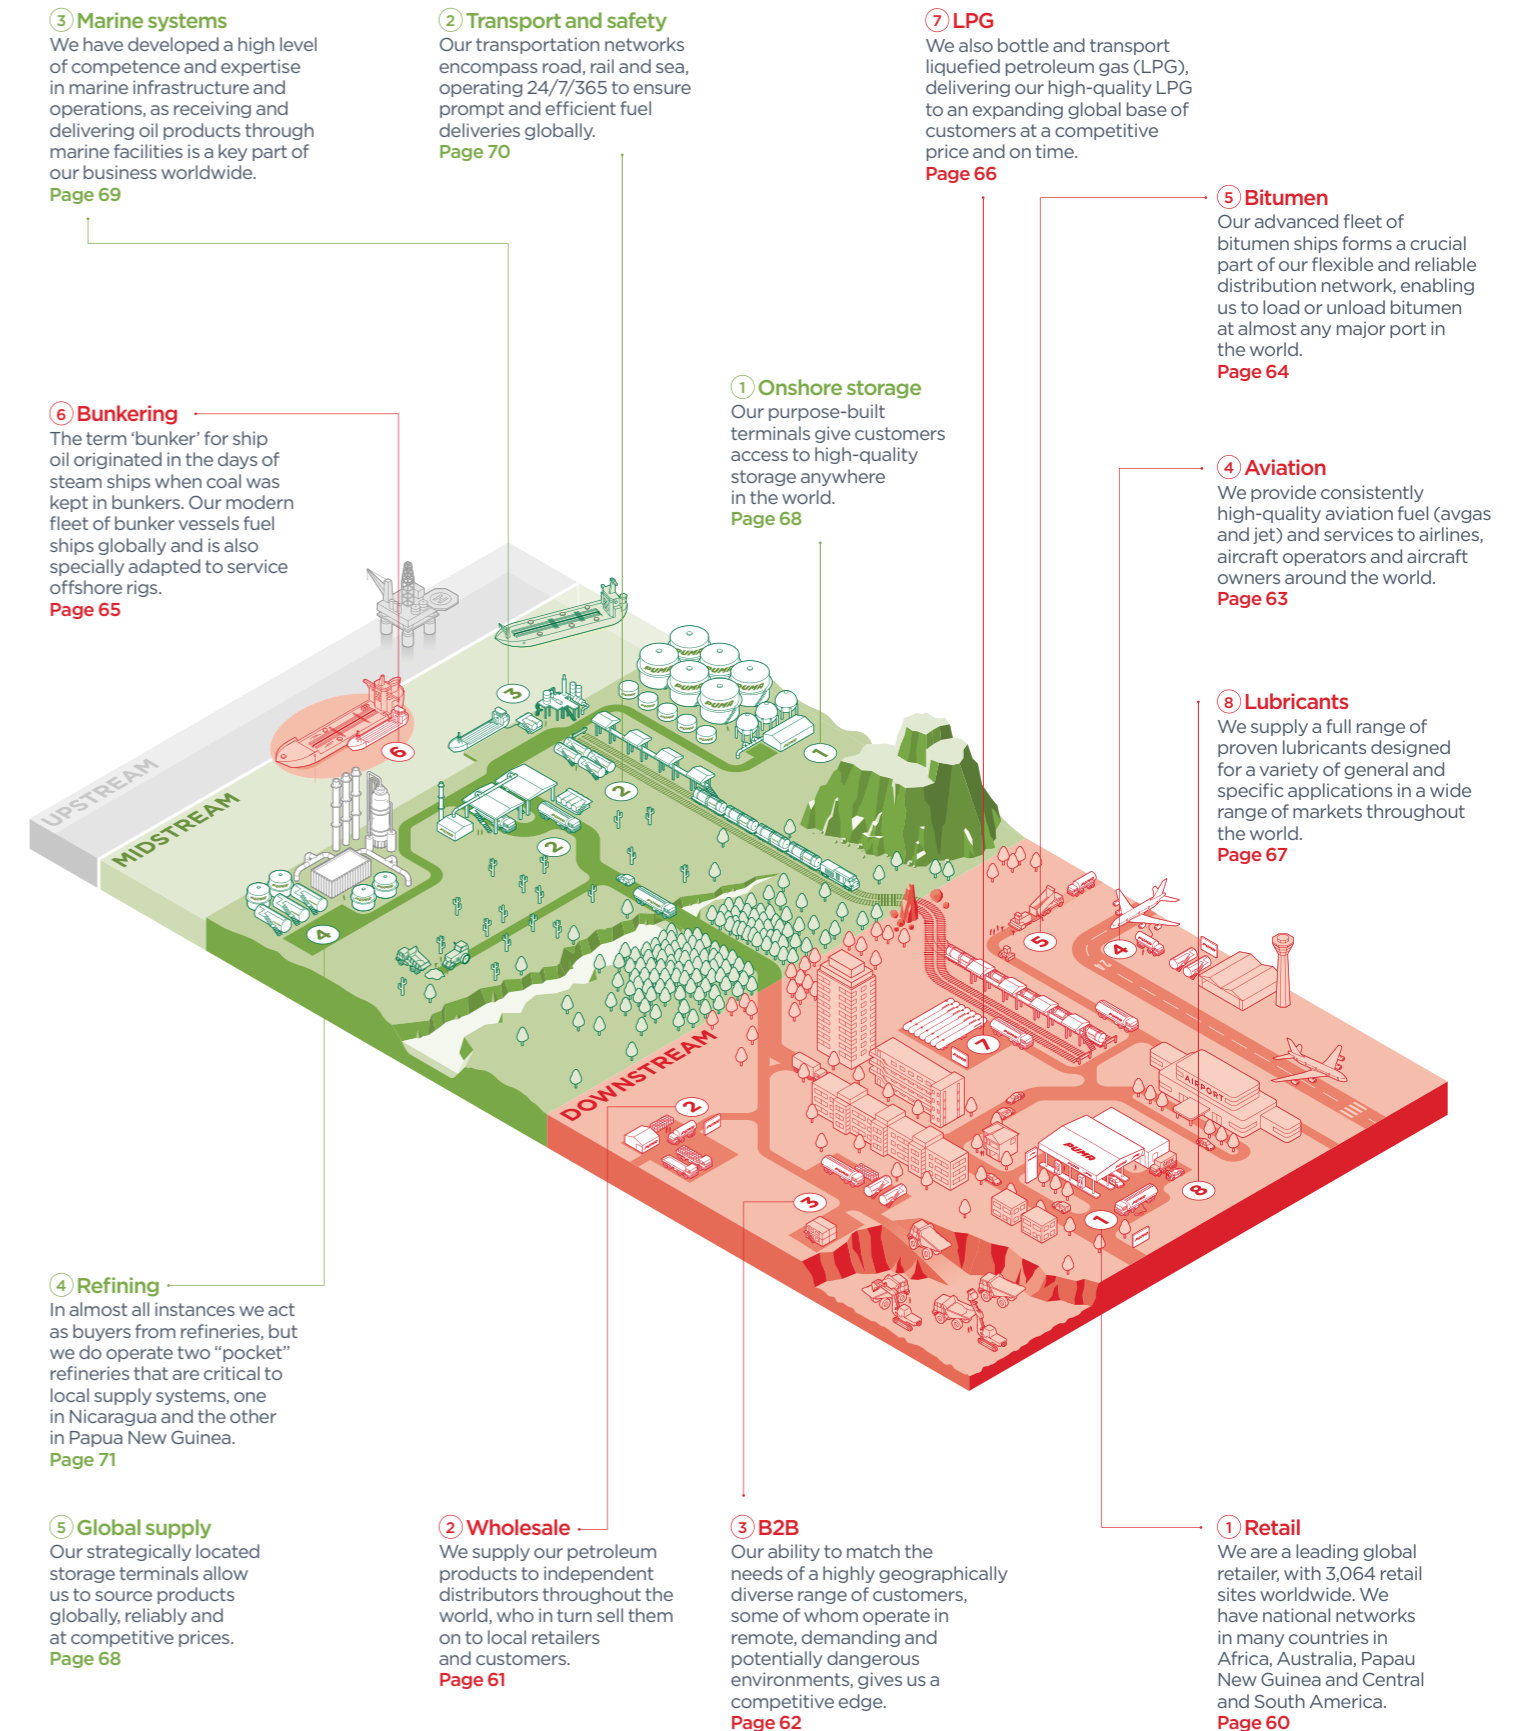 3 Marine systems
We have developed a high level
of competence and expertise
in marine infrastructure and
operations, as receiving and
delivering oil products through
marine facilities is a key part of
our business worldwide.
Page 69
2 Transport and safety
Our transportation networks
encompass road, rail and sea,
operating 24/7/365 to ensure
prompt and efficient fuel
deliveries globally.
Page 70
7 LPG
We also bottle and transport
liquefied petroleum gas (LPG),
delivering our high-quality LPG
to an expanding global base of
customers at a competitive
price and on time.
Page 66
5 Bitumen
Our advanced fleet of
bitumen ships forms a crucial
part of our flexible and reliable
distribution network, enabling
us to load or unload bitumen
at almost any major port in
the world.
Page 64
6 Bunkering
The term ‘bunker’ for ship
oil originated in the days of
steam ships when coal was
kept in bunkers. Our modern
fleet of bunker vessels fuel
ships globally and is also
specially adapted to service
offshore rigs.
Page 65
1 Onshore storage
Our purpose-built
terminals give customers
access to high-quality
storage anywhere
in the world.
Page 68
4 Aviation
We provide consistently
high-quality aviation fuel (avgas
and jet) and services to airlines,
aircraft operators and aircraft
owners around the world.
Page 63
8 Lubricants
We supply a full range of
proven lubricants designed
for a variety of general and
specific applications in a wide
range of markets throughout
the world.
Page 67
UPSTREAM
MIDSTREAM
DOWNSTREAM
PUMA
PUMA
PUMA
PUMA
PUMA
PUMA
3
6
1
2
2
4
5
4
7
2
3
1
8
AIRPORT
PUMA
4 Refining
In almost all instances we act
as buyers from refineries, but
we do operate two “pocket”
refineries that are critical to
local supply systems, one
in Nicaragua and the other
in Papua New Guinea.
Page 71
5 Global supply
Our strategically located
storage terminals allow
us to source products
globally, reliably and
at competitive prices.
Page 68
2 Wholesale
We supply our petroleum
products to independent
distributors throughout the
world, who in turn sell them
on to local retailers
and customers.
Page 61
3 B2B
Our ability to match the
needs of a highly geographically
diverse range of customers,
some of whom operate in
remote, demanding and
potentially dangerous
environments, gives us a
competitive edge.
Page 62
1 Retail
We are a leading global
retailer, with 3,064 retail
sites worldwide. We
have national networks
in many countries in
Africa, Australia, Papau
New Guinea and Central
and South America.
Page 60